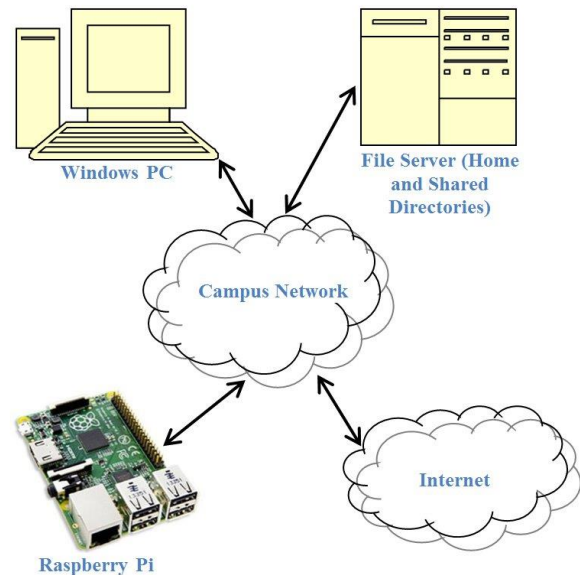 Windows PC
File Server (Home
and Shared
Directories)
Campus Network
Internet
Raspberry Pi